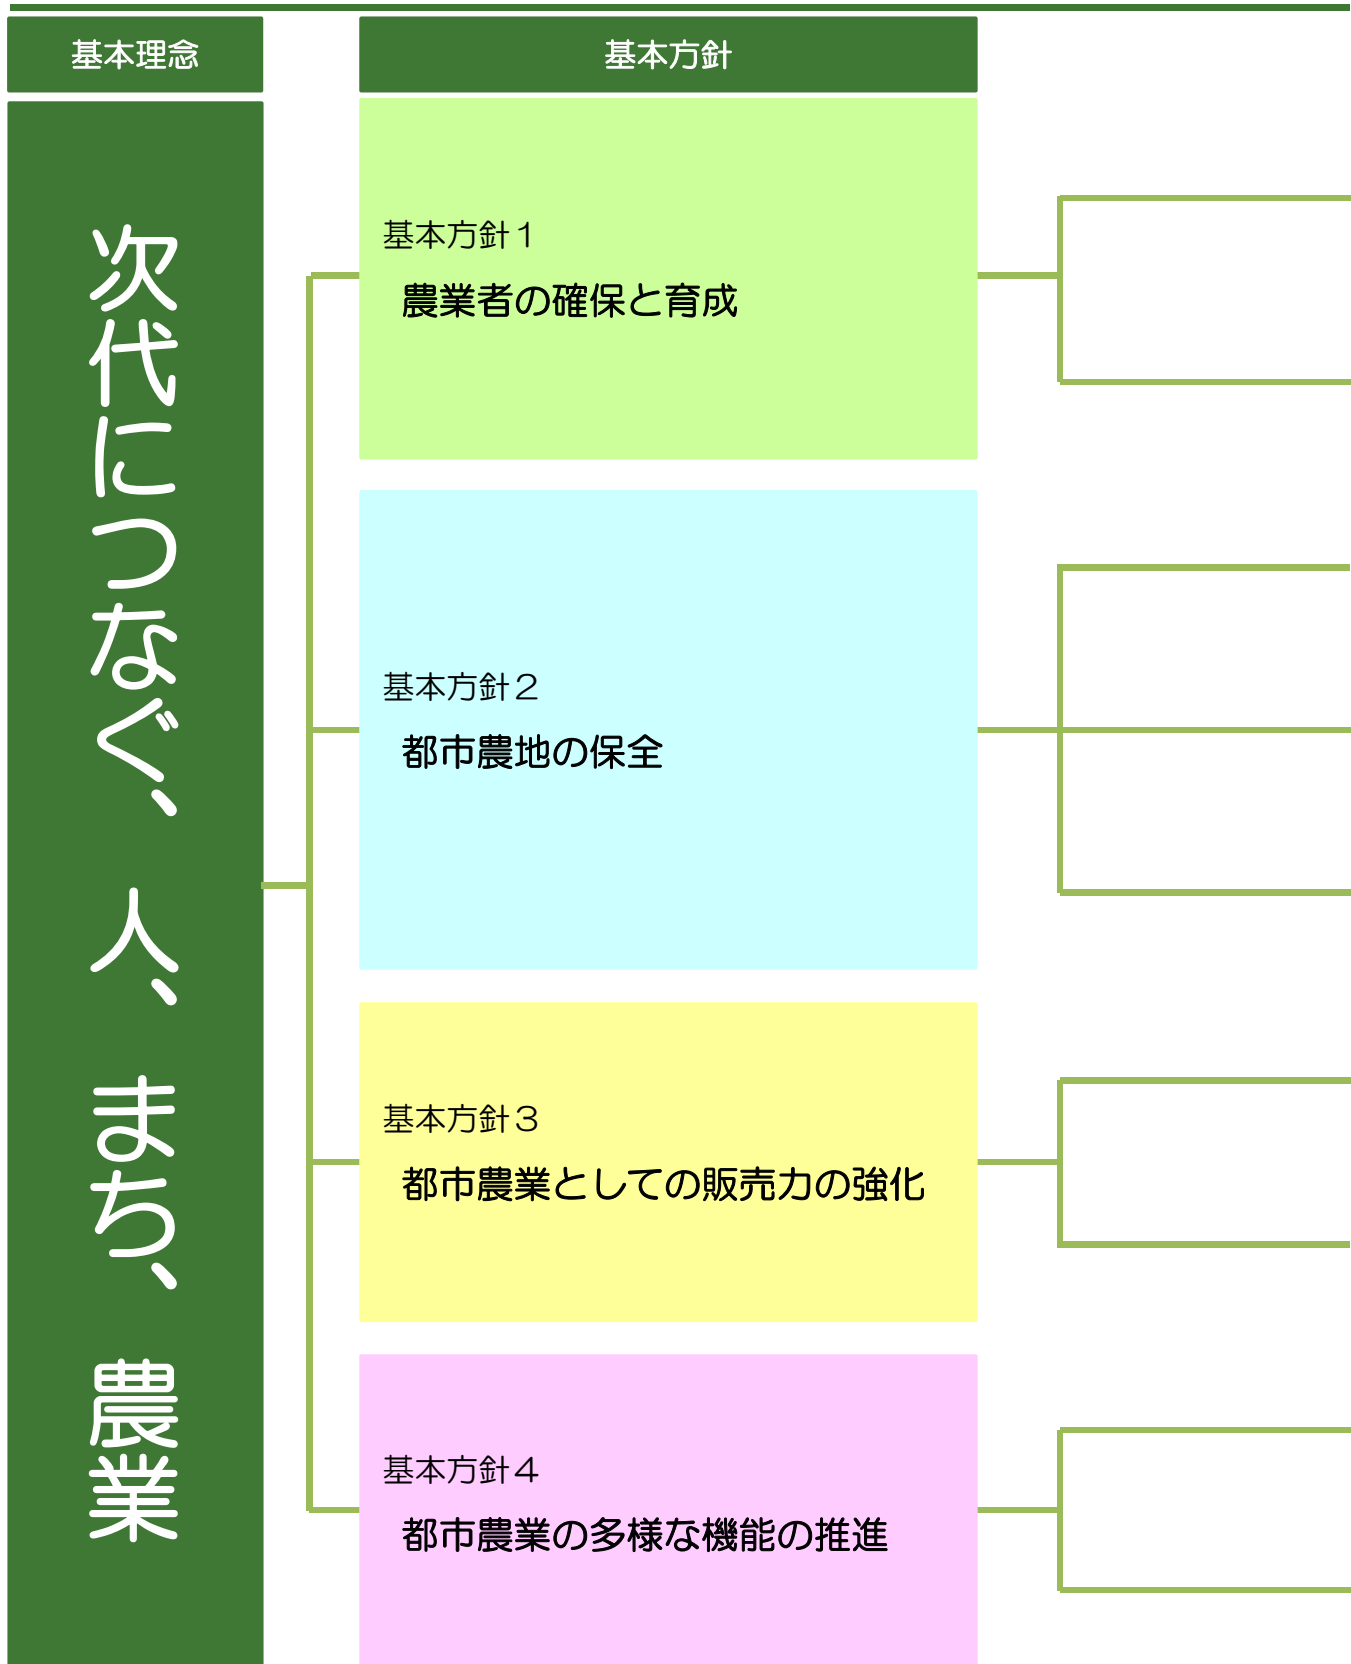 基本理念
基本方針
次代につなぐ、人、まち、農業
基本方針１
農業者の確保と育成
基本方針２
都市農地の保全
基本方針３
都市農業としての販売力の強化
基本方針４
都市農業の多様な機能の推進